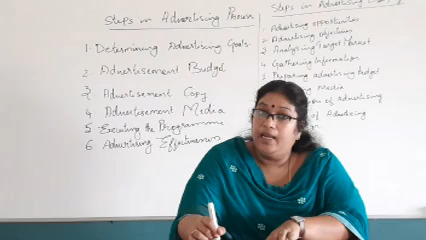 Steps in Advertising Process
1. Determining Advertising Goals
2 Advertisement Budget
3 Advertisement Copy
4 Advertisement Media
5 Executing the Programme
6 Advertising Effectiveness
Steps in Advertising
1. Advertising opportunities
2 Advertising objectives
2 Analysing Target Market
4 Gathering Information
5 Preparing advertising budget
Media
of advertising
of Advertising